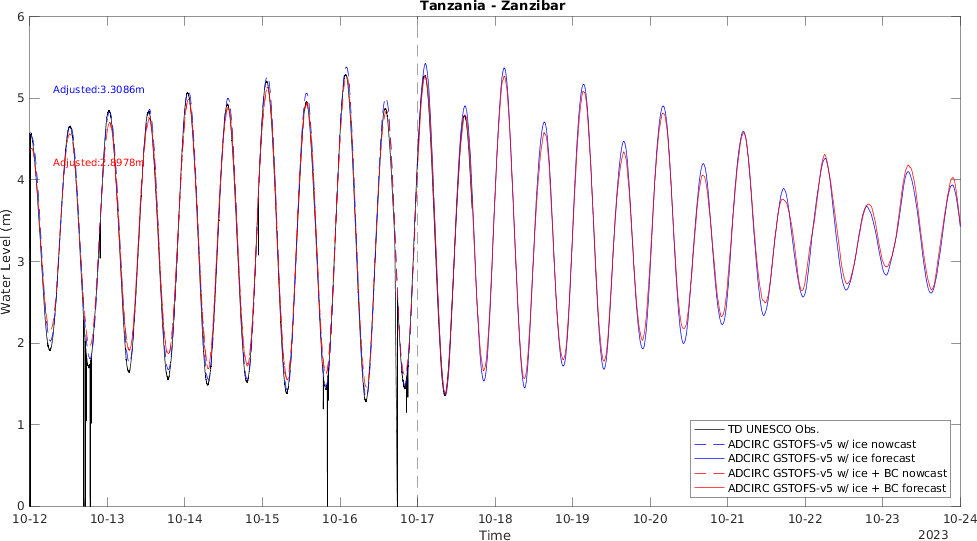 Tanzania - Zanzibar
6
5
4
3
2
1
0
Water Level (m)
Adjusted:3.3086m
Adjusted:2.8978m
TD UNESCO Obs.
ADCIRC GSTOFS-v5 w/ ice nowcast
ADCIRC GSTOFS-v5 w/ ice forecast
ADCIRC GSTOFS-v5 w/ ice + BC nowcast
ADCIRC GSTOFS-v5 w/ ice + BC forecast
10-12 10-13 10-14 10-15 10-16 10-17 10-18 10-19 10-20 10-21 10-22 10-23 10-24
Time
2023